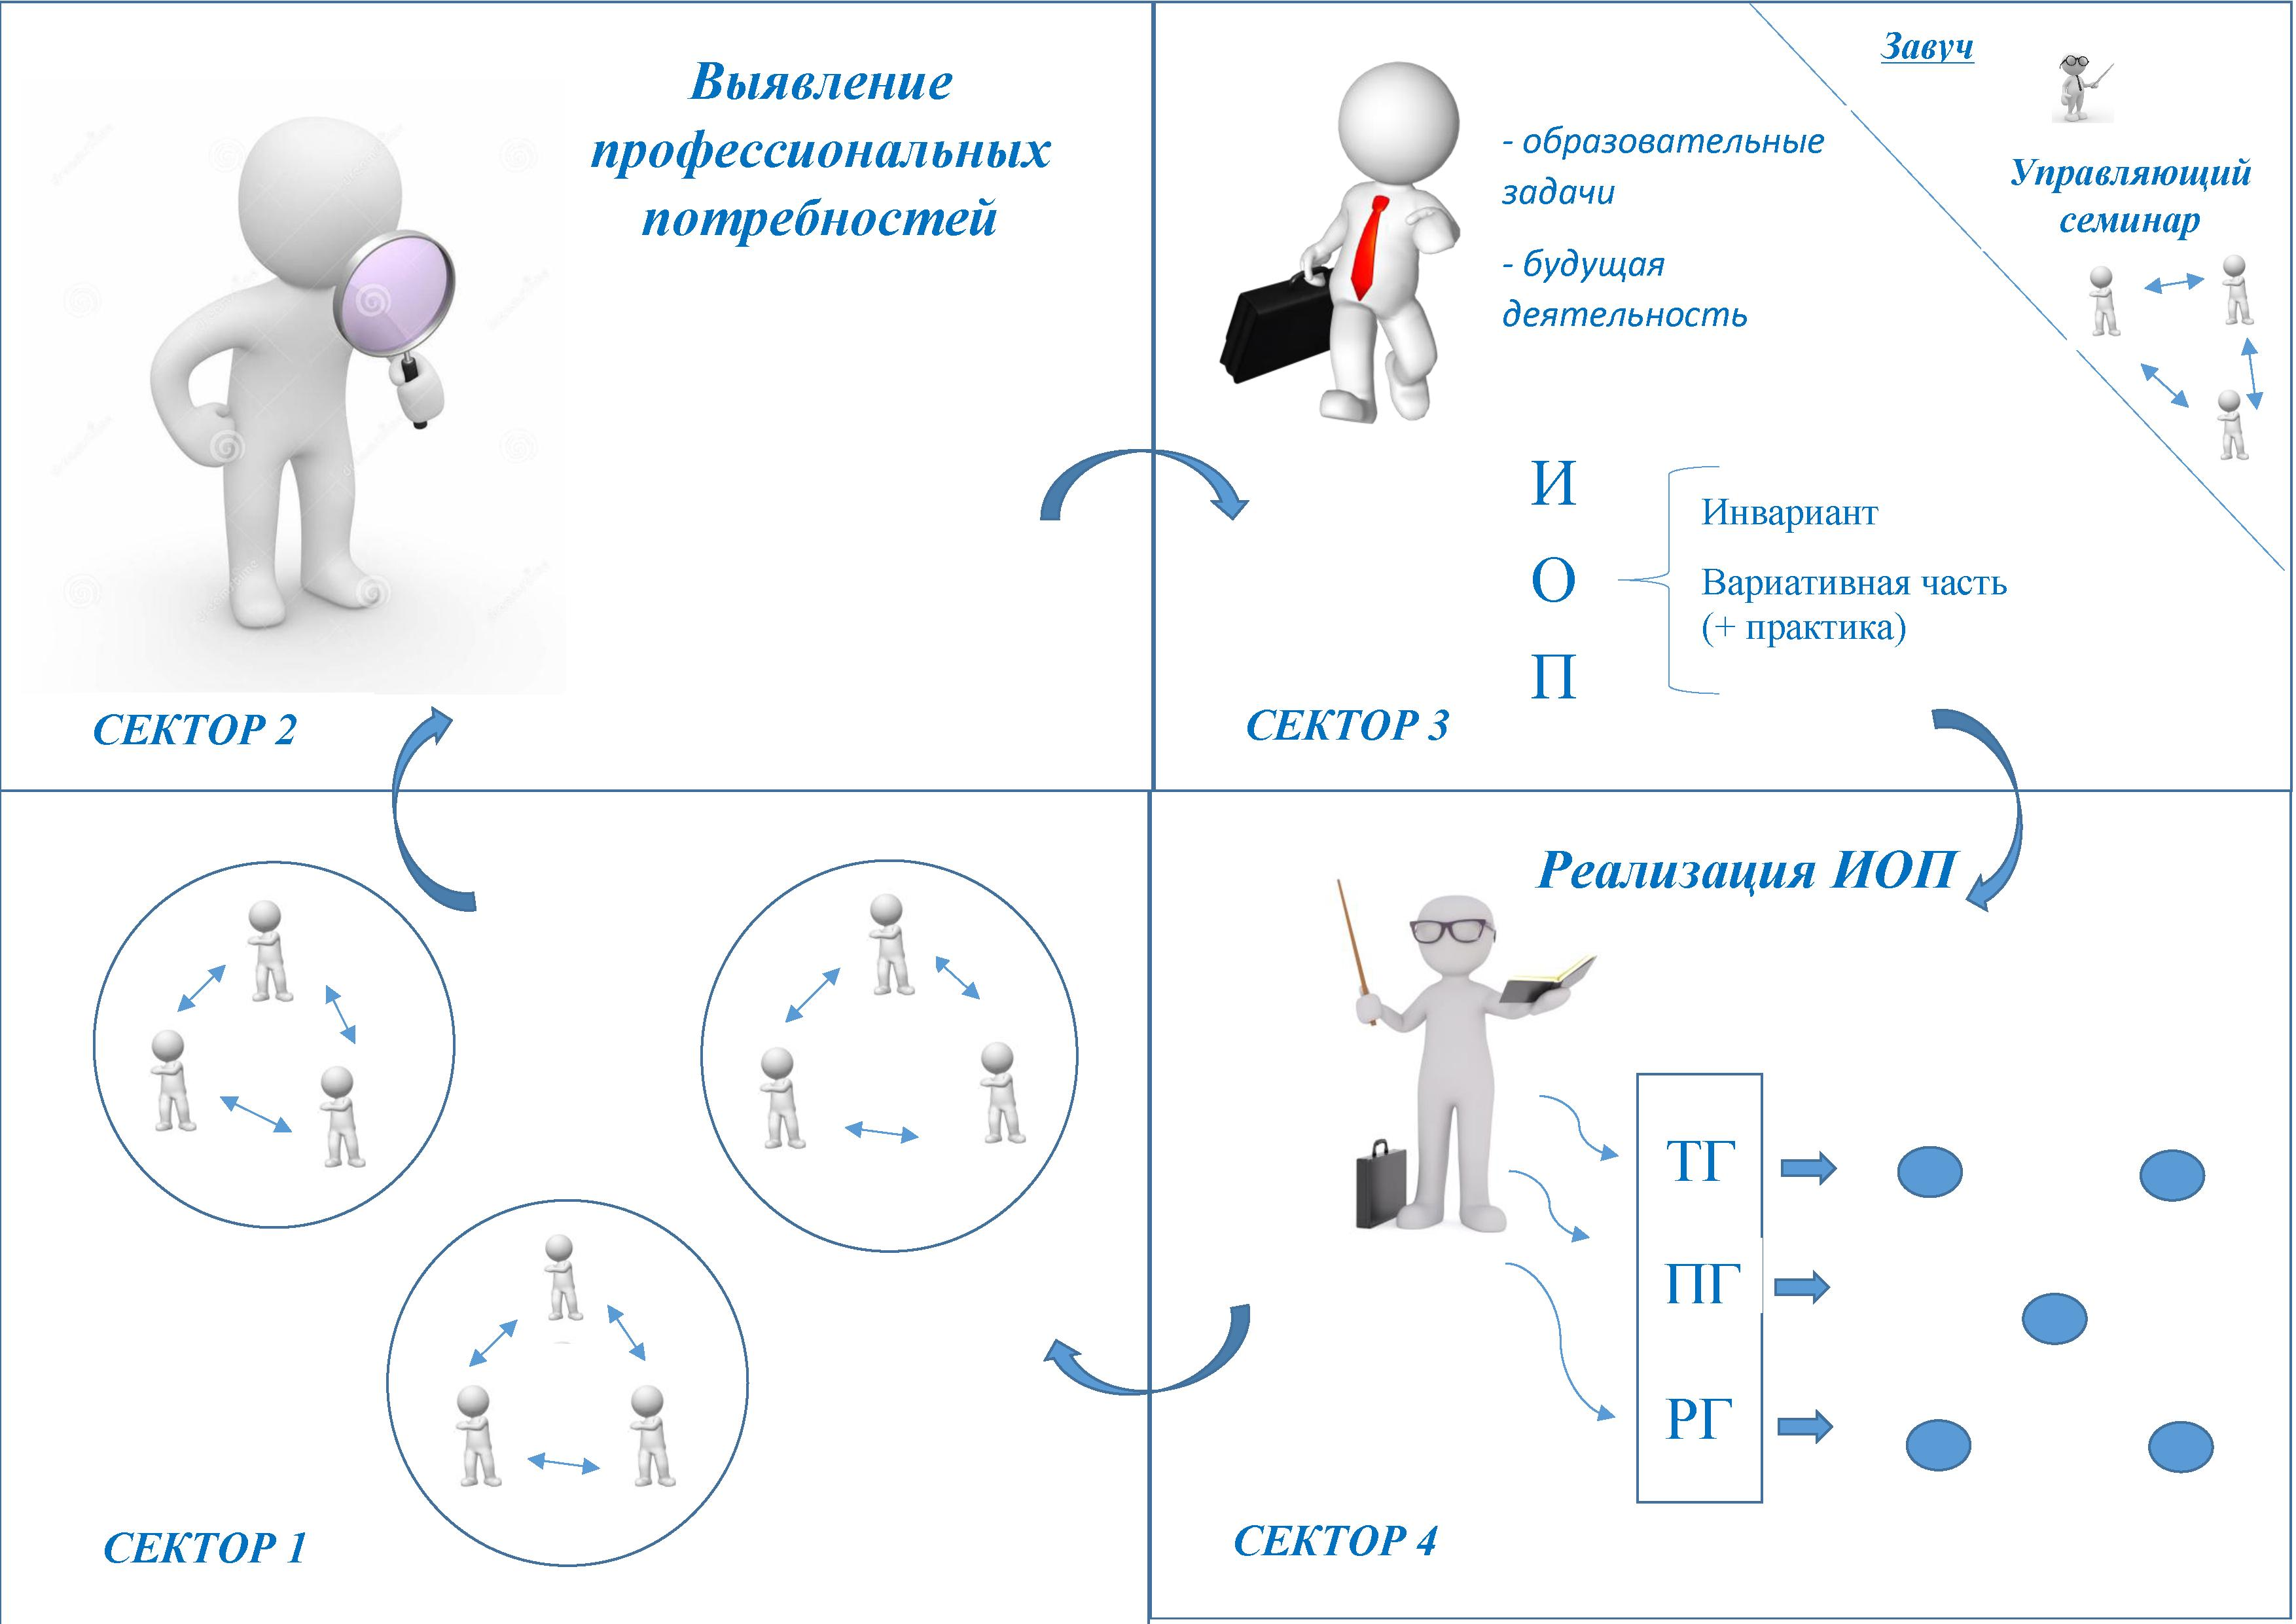 Выявление
профессиональных
потребностей
СЕКТОР 2
Завуч
Управляющий
семинар
- образовательные
задачи
- будущая
деятельность
И
О
П
Инвариант
Вариативная часть
(+ практика)
СЕКТОР 3
СЕКТОР 1
Реализация ИОП
ТГ
ПГ
РГ
СЕКТОР 4